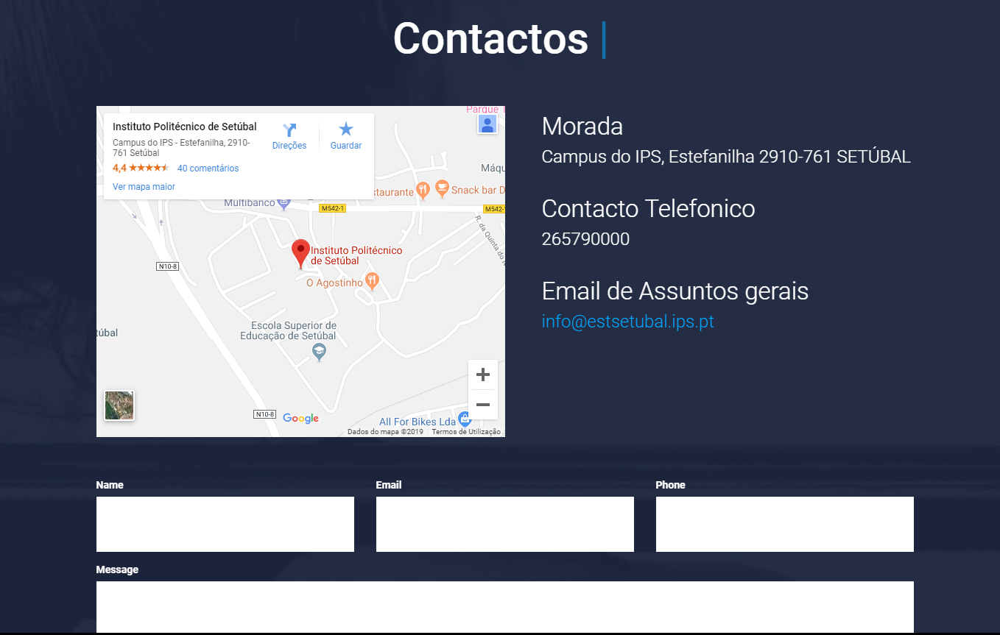 Contactos |
Instituto Politécnico de Setúbal
Campus do IPS - Estefanilha, 2910-
761 Setúbal
4,4
40 comentários
Ver mapa maior
Direções
Guardar
Parque
Máqu
staurante
Snack bar D
Multibanco
M542-1
M542-1
R. da Quinta do
Instituto Politécnico
de Setúbal
N10-8
O Agostinho
Escola Superior de
Educação de Setúbal
túbal
N10-8
Google
All For Bikes Lda
Dados do mapa ©2019
Termos de Utilização
Morada
Campus do IPS, Estefanilha 2910-761 SETÚBAL
Contacto Telefonico
265790000
Email de Assuntos gerais
info@estsetubal.ips.pt
Name
Email
Phone
Message